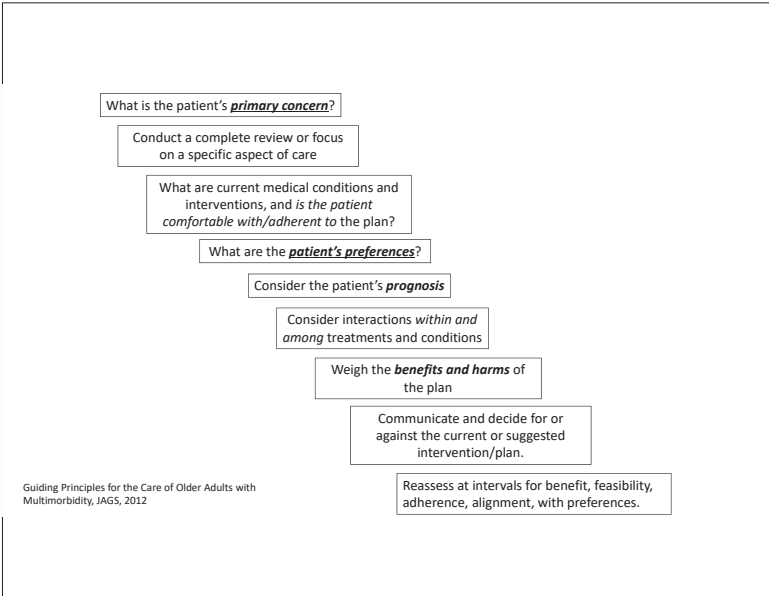 What is the patient's primary concern?
Conduct a complete review or focus
on a specific aspect of care
What are current medical conditions and
interventions, and is the patient
comfortable with/adherent to the plan?
What are the patient's preferences?
Consider the patient's prognosis
Consider interactions within and
among treatments and conditions
Weigh the benefits and harms of
the plan
Communicate and decide for or
against the current or suggested
intervention/plan.
Reassess at intervals for benefit, feasibility,
adherence, alignment, with preferences.
Guiding Principles for the Care of Older Adults with
Multimorbidity, JAGS, 2012